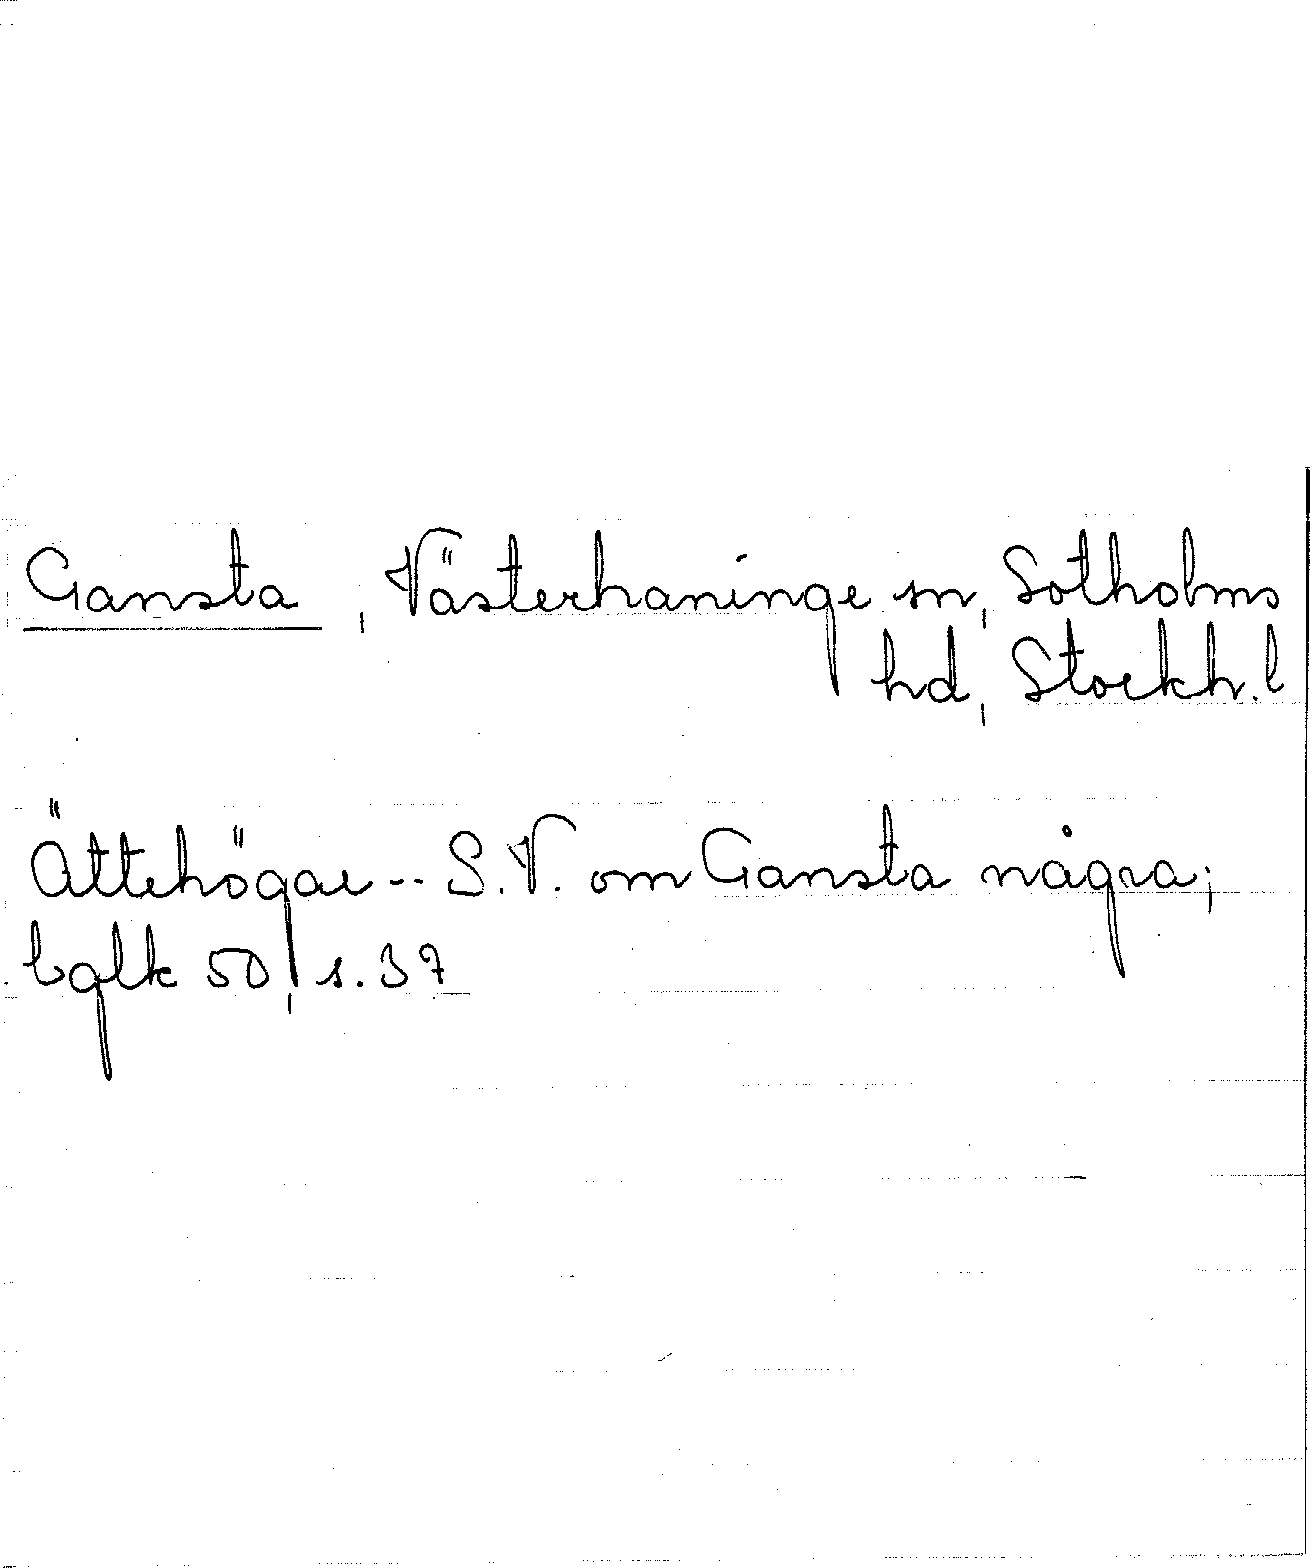 Gansta, Västerhaninge sn, Sotholms
hd, Stockh. l
Ättehögar -- S.V. om Gansta några;
bglk 50, s. 37